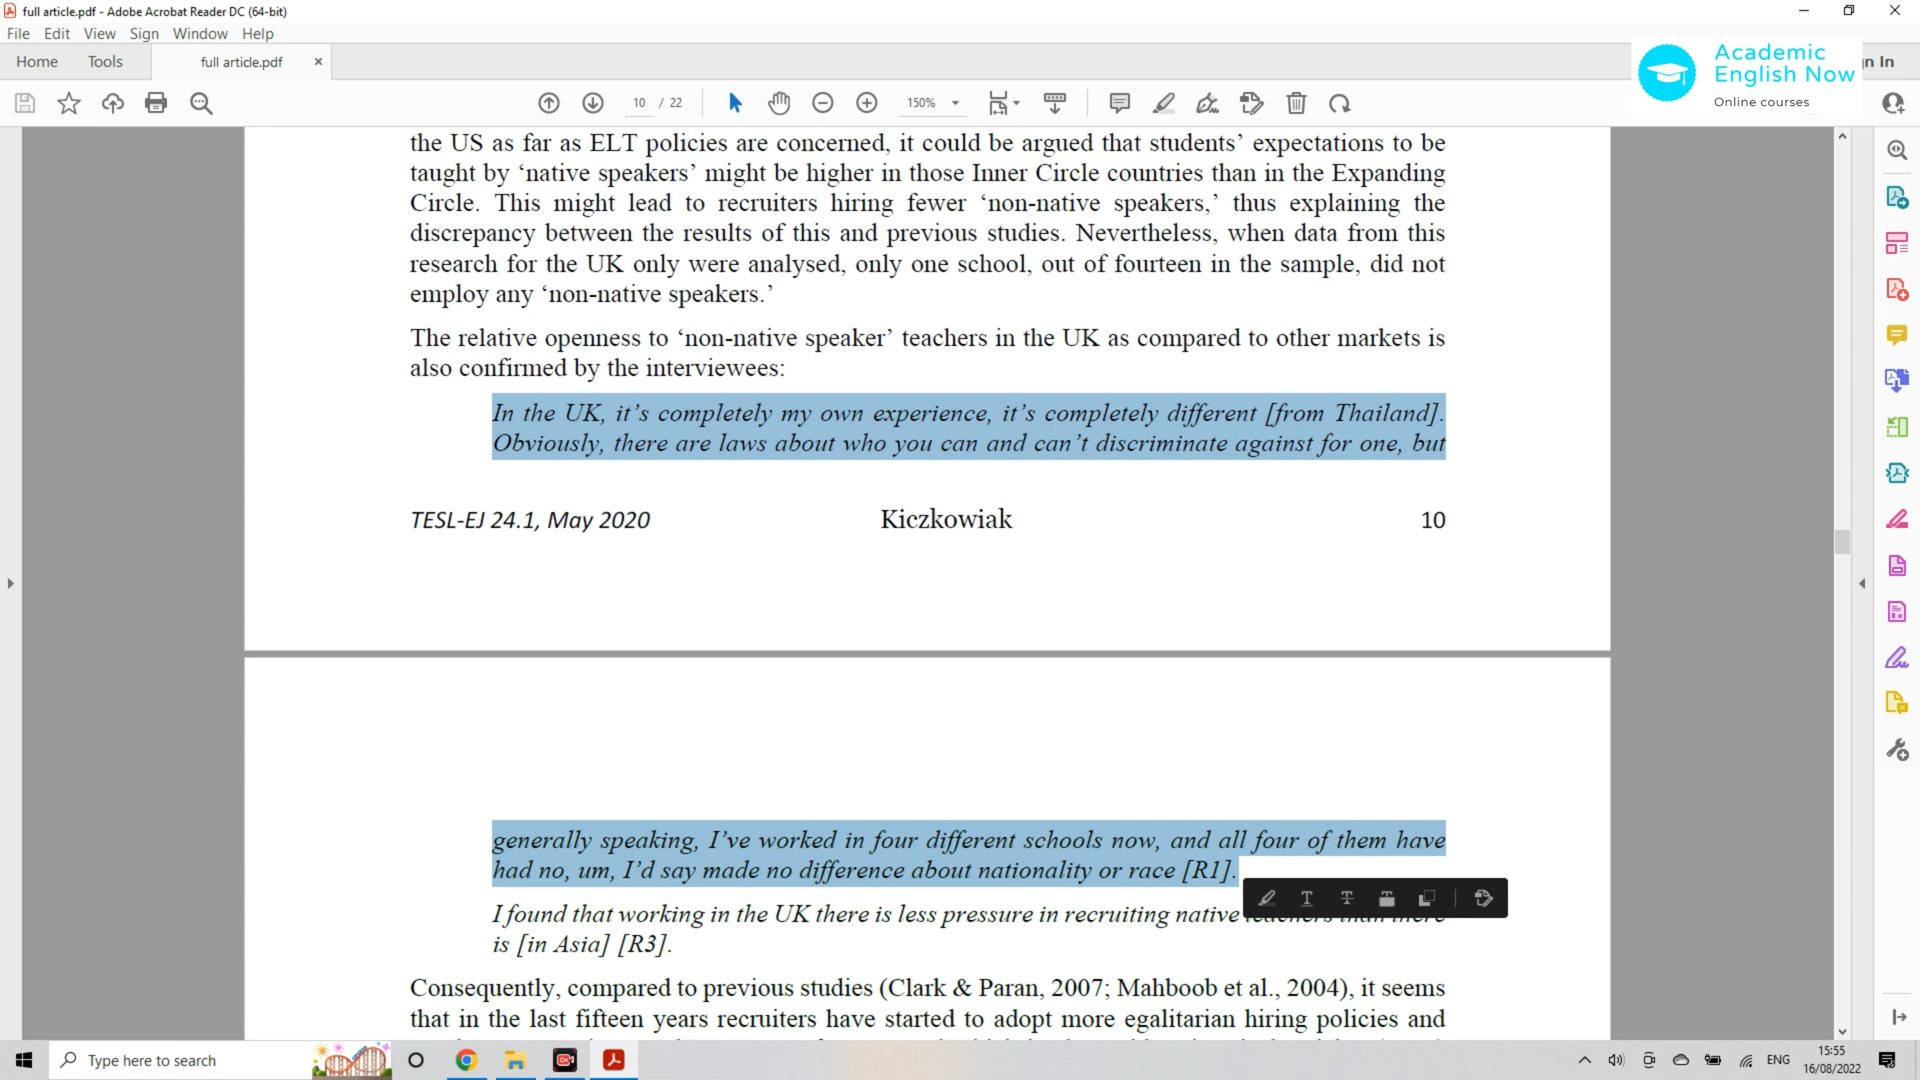 full article.pdf - Adobe Acrobat Reader DC (64-bit)
File Edit View Sign Window Help
Home Tools full article.pdf
n In
Academic
English Now
Online courses
10 / 22
150%
the US as far as ELT policies are concerned, it could be argued that students’ expectations to be
taught by ‘native speakers’ might be higher in those Inner Circle countries than in the Expanding
Circle. This might lead to recruiters hiring fewer ‘non-native speakers,’ thus explaining the
discrepancy between the results of this and previous studies. Nevertheless, when data from this
research for the UK only were analysed, only one school, out of fourteen in the sample, did not
employ any ‘non-native speakers.’
The relative openness to ‘non-native speaker’ teachers in the UK as compared to other markets is
also confirmed by the interviewees:
In the UK, it’s completely my own experience, it’s completely different [from Thailand].
Obviously, there are laws about who you can and can’t discriminate against for one, but
TESL-EJ 24.1, May 2020 Kiczkowiak 10
generally speaking, I’ve worked in four different schools now, and all four of them have
had no, um, I’d say made no difference about nationality or race [R1].
I found that working in the UK there is less pressure in recruiting native teachers than there
is [in Asia] [R3].
Consequently, compared to previous studies (Clark & Paran, 2007; Mahboob et al., 2004), it seems
that in the last fifteen years recruiters have started to adopt more egalitarian hiring policies and
Type here to search
ENG
15:55
16/08/2022